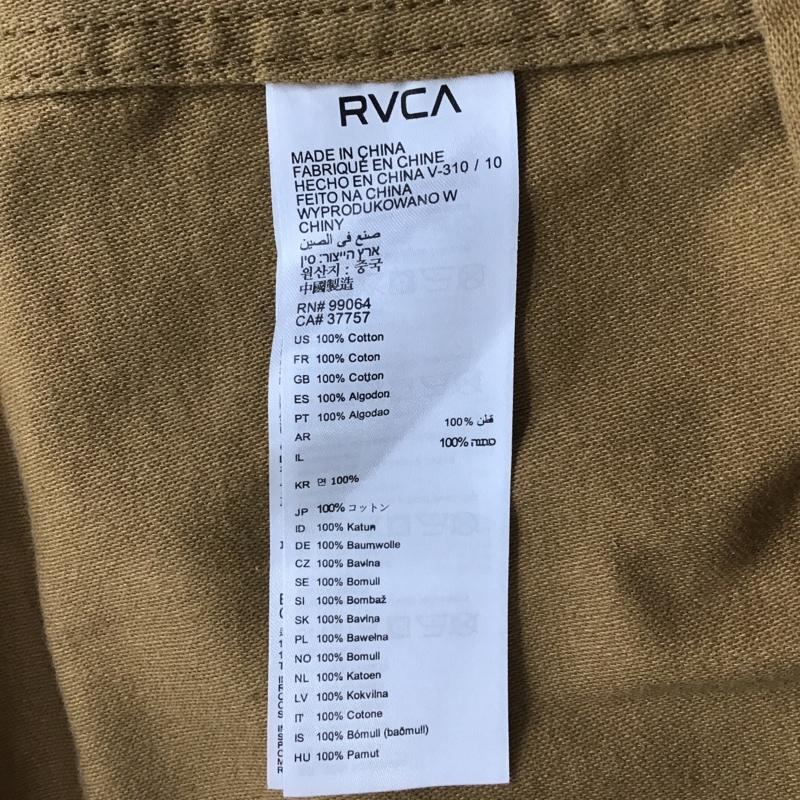 RVCA
MADE IN CHINA
FABRIQUÉ EN CHINE
HECHO EN CHINA V-310 / 10
FEITO NA CHINA
WYPRODUKOWANO W
CHINY
صنع في الصين
ארץ הייצור: סין
원산지 : 중국
中國製造
RN# 99064
CA# 37757
US 100% Cotton
FR 100% Coton
GB 100% Cotton
ES 100% Algodon
PT 100% Algodao
AR 100% قطن
IL 100% כותנה
KR 면 100%
JP 100% コットン
ID 100% Katun
DE 100% Baumwolle
CZ 100% Bavlna
SE 100% Bomull
SI 100% Bombaž
SK 100% Bavlna
PL 100% Bawełna
NO 100% Bomull
NL 100% Katoen
LV 100% Kokvilna
IT 100% Cotone
IS 100% Bómull (baðmull)
HU 100% Pamut